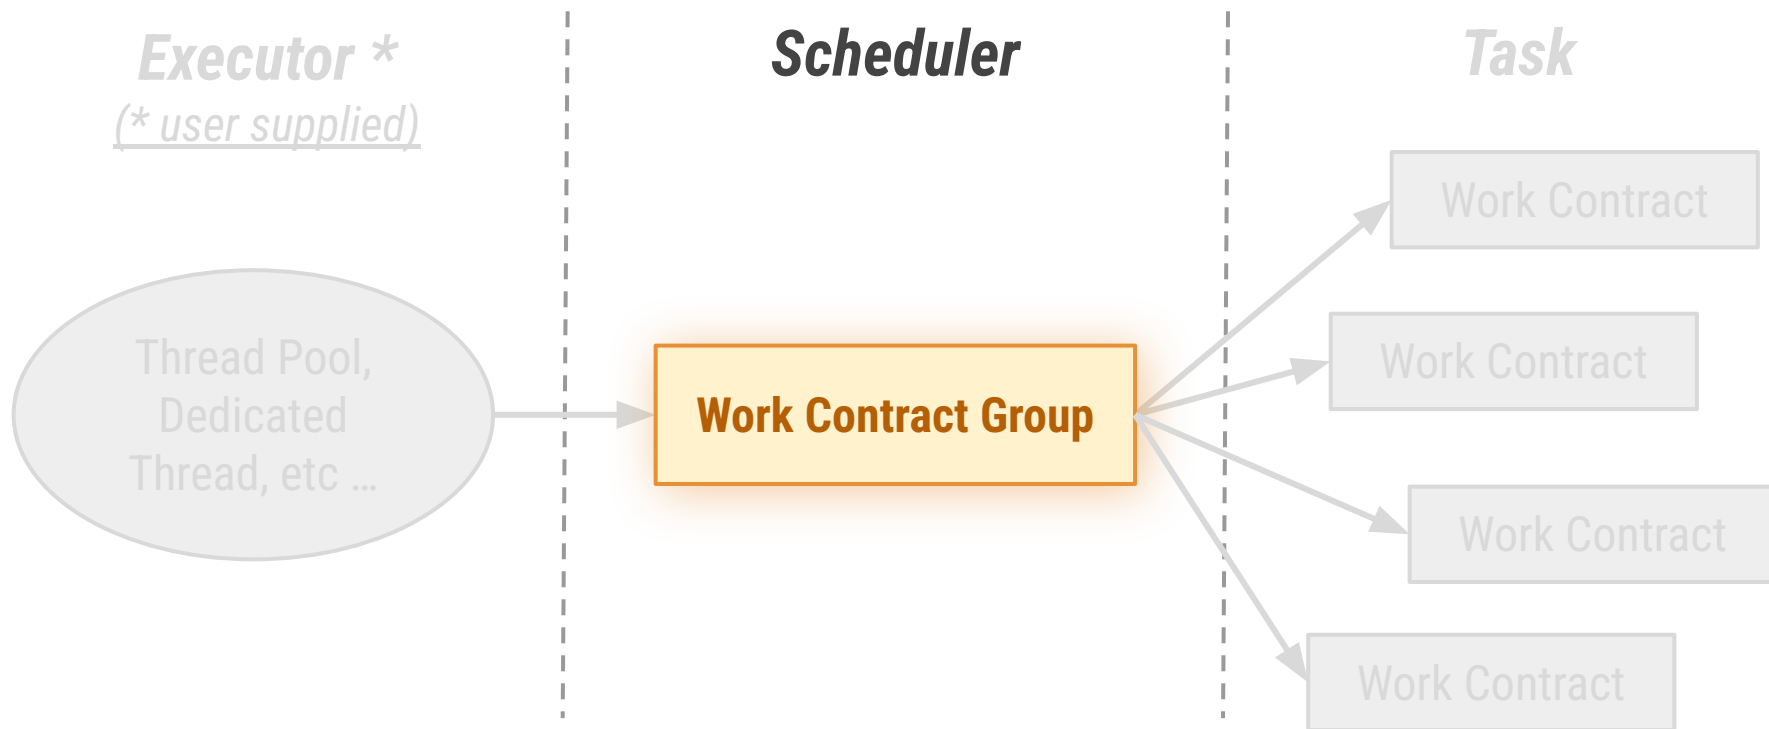 Executor *
(* user supplied)
Scheduler
Task
Thread Pool,
Dedicated
Thread, etc ...
Work Contract Group
Work Contract
Work Contract
Work Contract
Work Contract